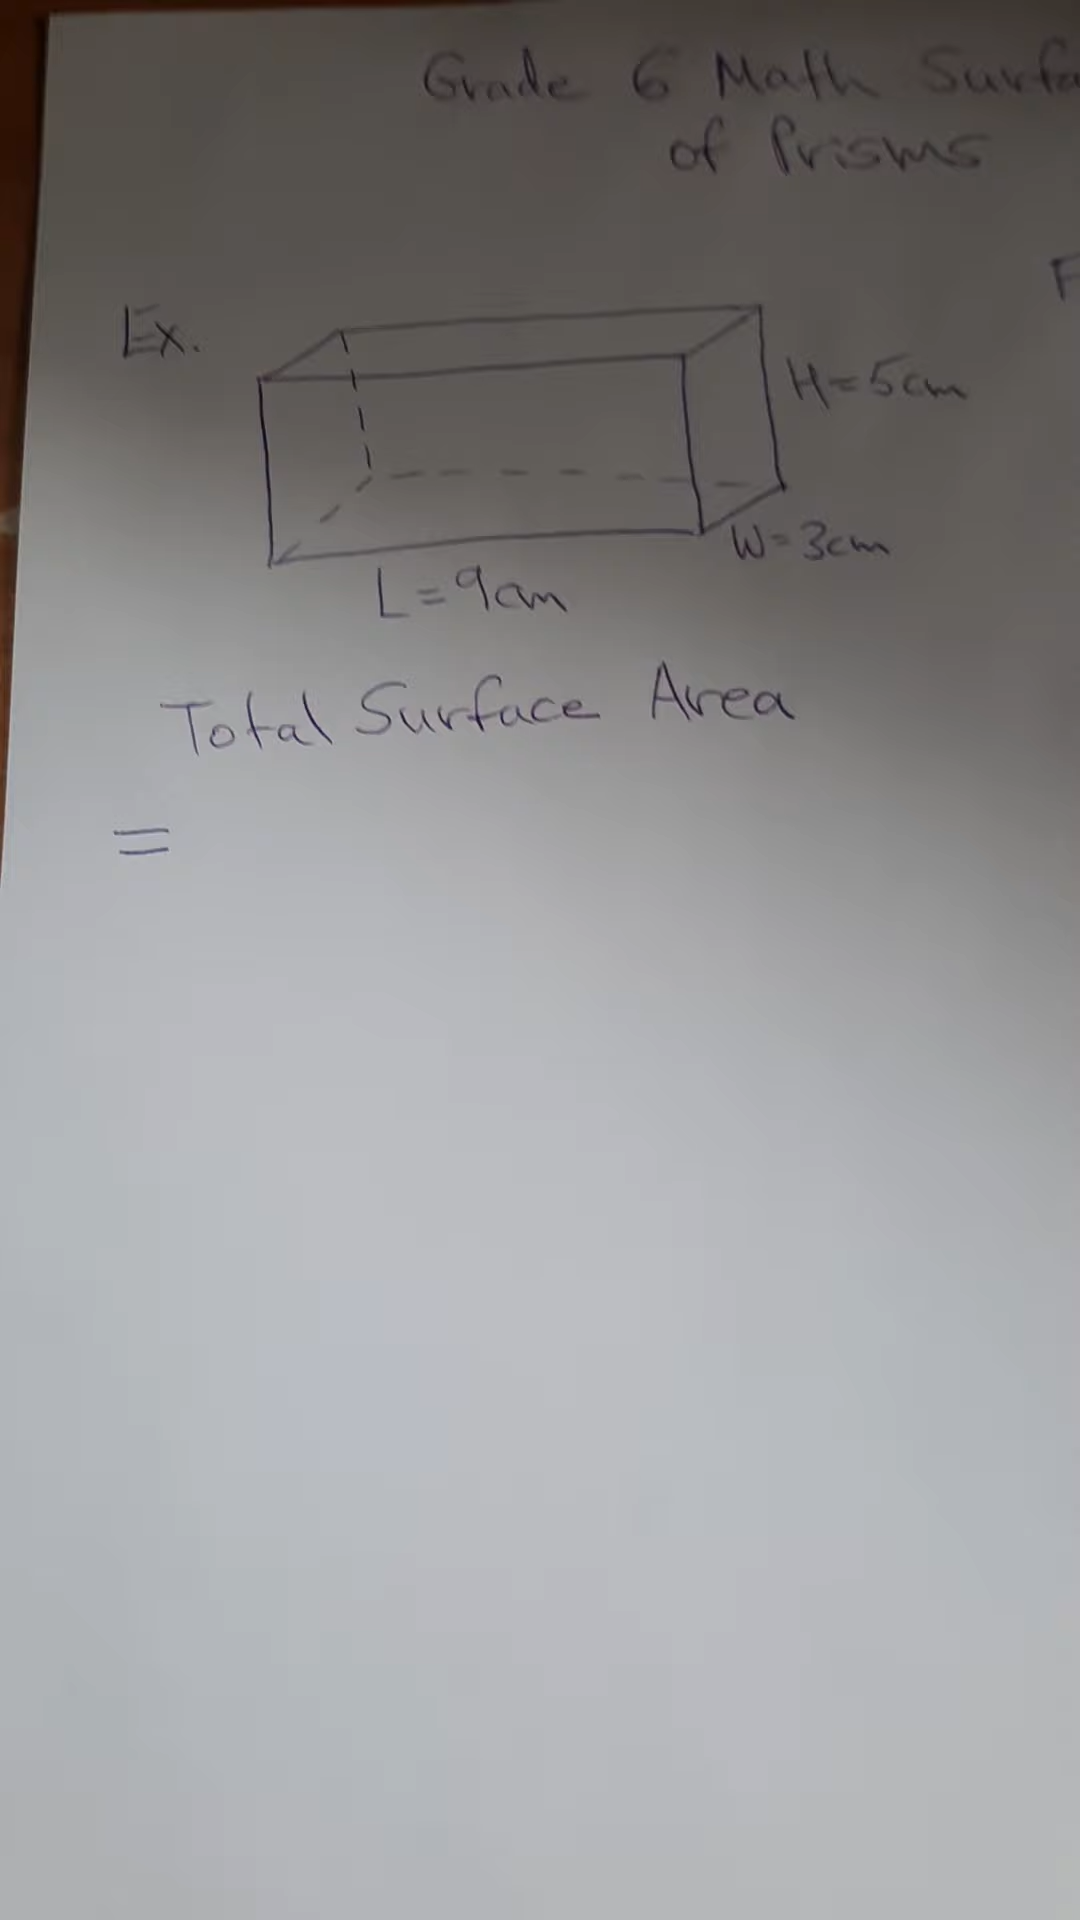 Grade 6 Math Surfa
of Prisms
F
Ex.
H=5cm
W=3cm
L=9cm
Total Surface Area
=